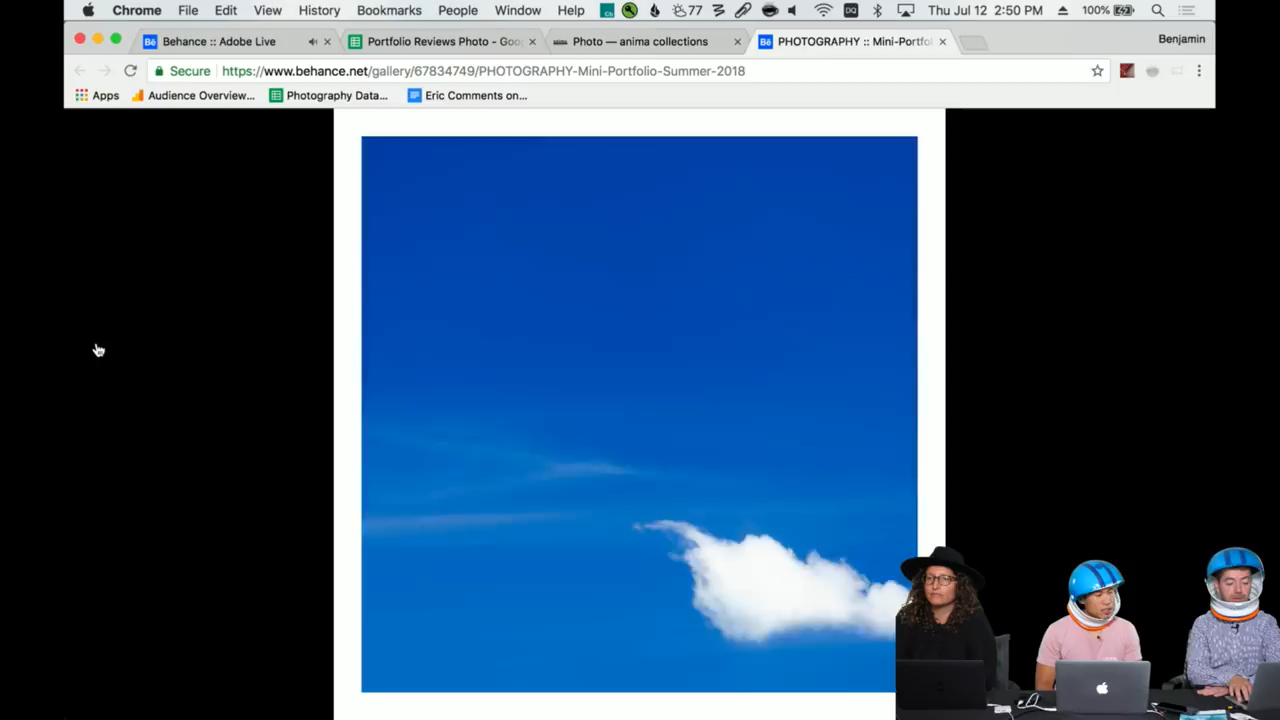 Chrome File Edit View History Bookmarks People Window Help 77 Thu Jul 12 2:50 PM 100%
Bē Behance :: Adobe Live Portfolio Reviews Photo - Goo Photo — anima collections Bē PHOTOGRAPHY :: Mini-Portfol Benjamin
Secure https://www.behance.net/gallery/67834749/PHOTOGRAPHY-Mini-Portfolio-Summer-2018
Apps Audience Overview... Photography Data... Eric Comments on...